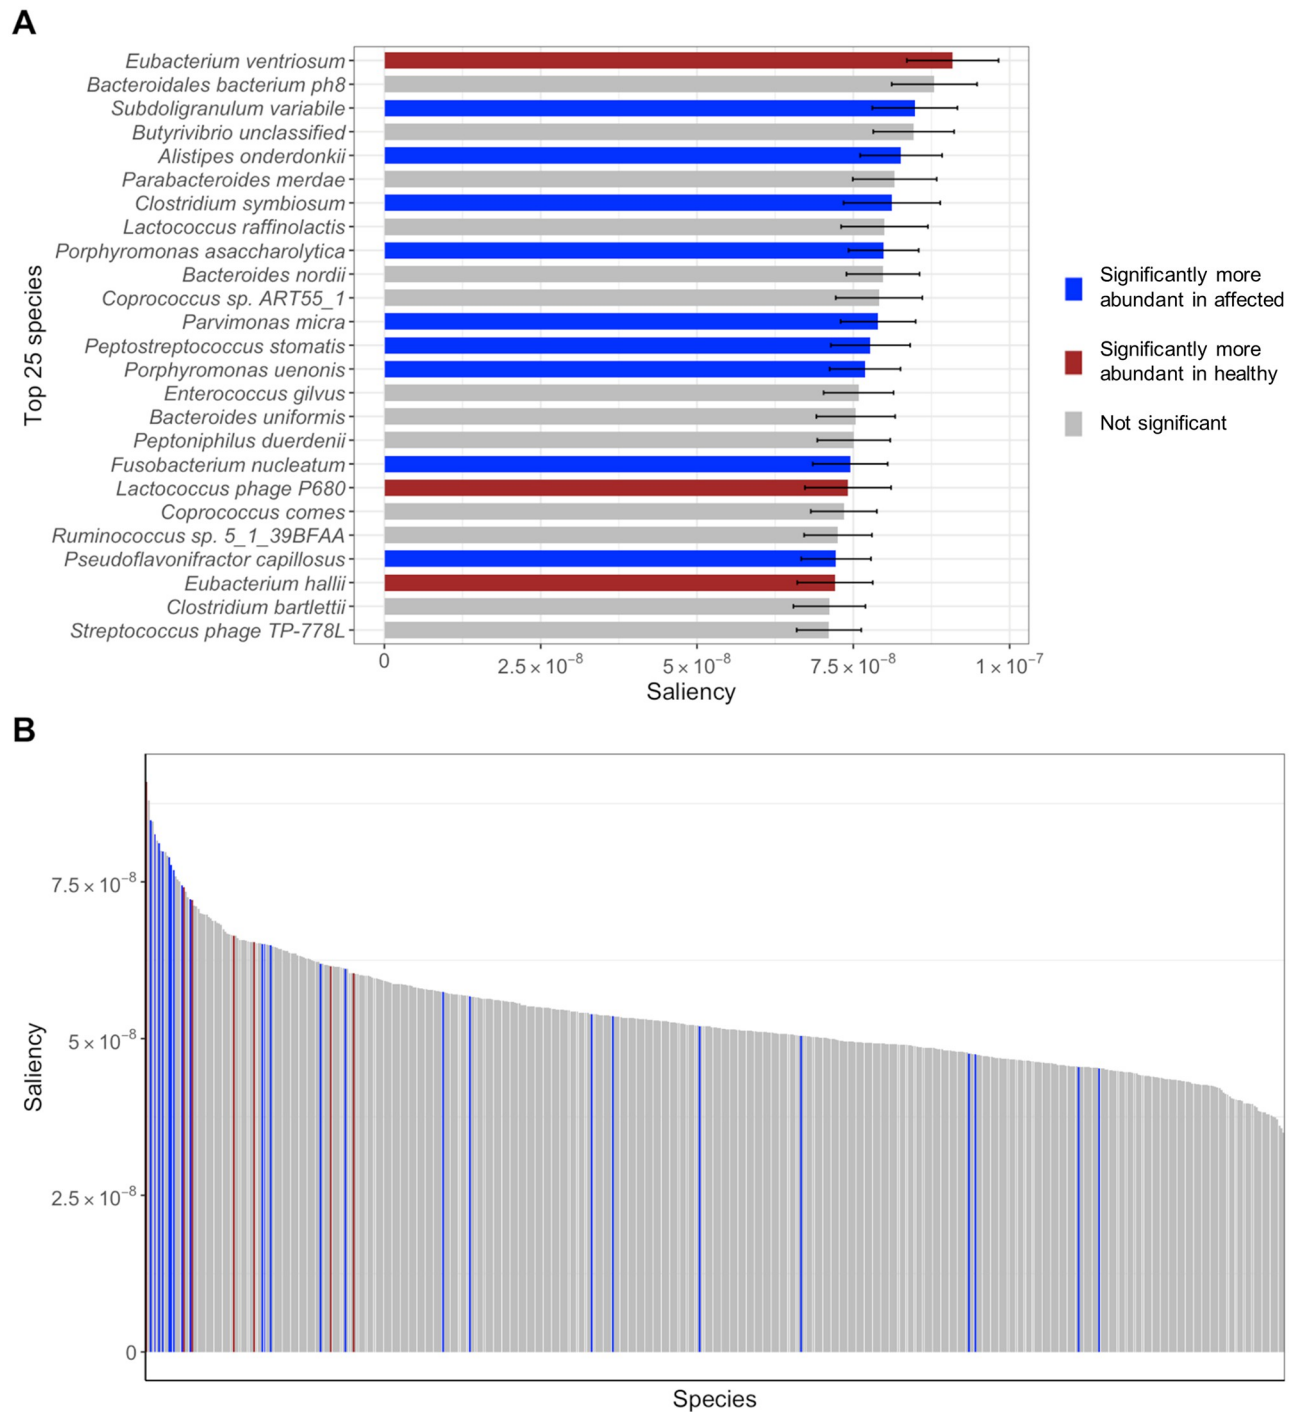 A
Eubacterium ventriosum
Bacteroidales bacterium ph8
Subdoligranulum variabile
Butyrivibrio unclassified
Alistipes onderdonkii
Parabacteroides merdae
Clostridium symbiosum
Lactococcus raffinolactis
Porphyromonas asaccharolytica
Bacteroides nordii
Coprococcus sp. ART55_1
Parvimonas micra
Peptostreptococcus stomatis
Porphyromonas uenonis
Enterococcus gilvus
Bacteroides uniformis
Peptoniphilus duerdenii
Fusobacterium nucleatum
Lactococcus phage P680
Coprococcus comes
Ruminococcus sp. 5_1_39BFAA
Pseudoflavonifractor capillosus
Eubacterium hallii
Clostridium bartlettii
Streptococcus phage TP-778L
Top 25 species
0 2.5×10⁻⁸ 5×10⁻⁸ 7.5×10⁻⁸ 1×10⁻⁷
Saliency
Significantly more
abundant in affected
Significantly more
abundant in healthy
Not significant
B
7.5×10⁻⁸
5×10⁻⁸
2.5×10⁻⁸
0
Saliency
Species